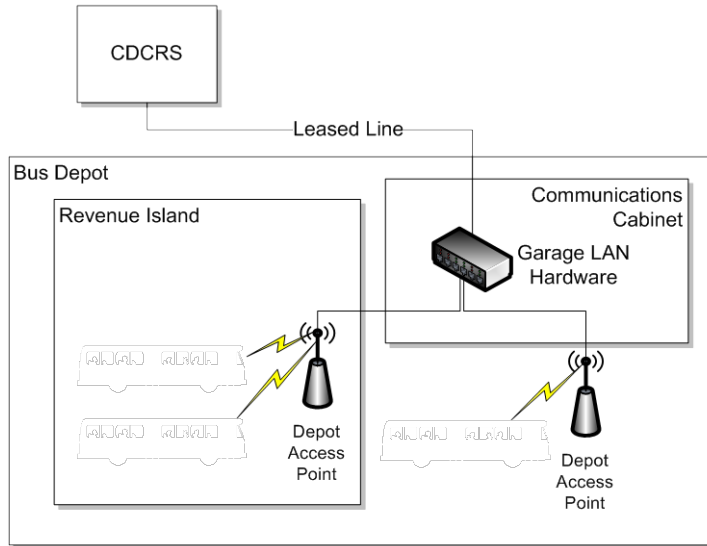 CDCRS
Leased Line
Bus Depot
Revenue Island
Communications
Cabinet
Garage LAN
Hardware
Depot
Access
Point
Depot
Access
Point